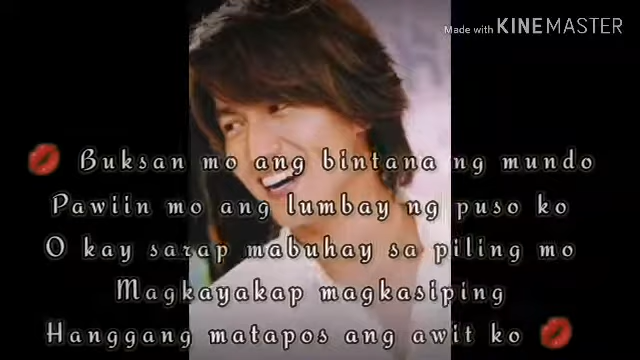 Made with KINEMASTER
Buksan mo ang bintana ng mundo
Pawiin mo ang lumbay ng puso ko
O kay sarap mabuhay sa piling mo
Magkayakap magkasiping
Hanggang matapos ang awit ko